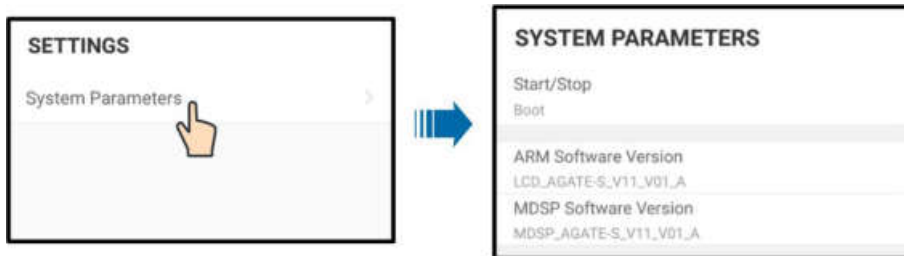 SETTINGS
System Parameters
SYSTEM PARAMETERS
Start/Stop
Boot
ARM Software Version
LCD_AGATE-S_V11_V01_A
MDSP Software Version
MDSP_AGATE-S_V11_V01_A